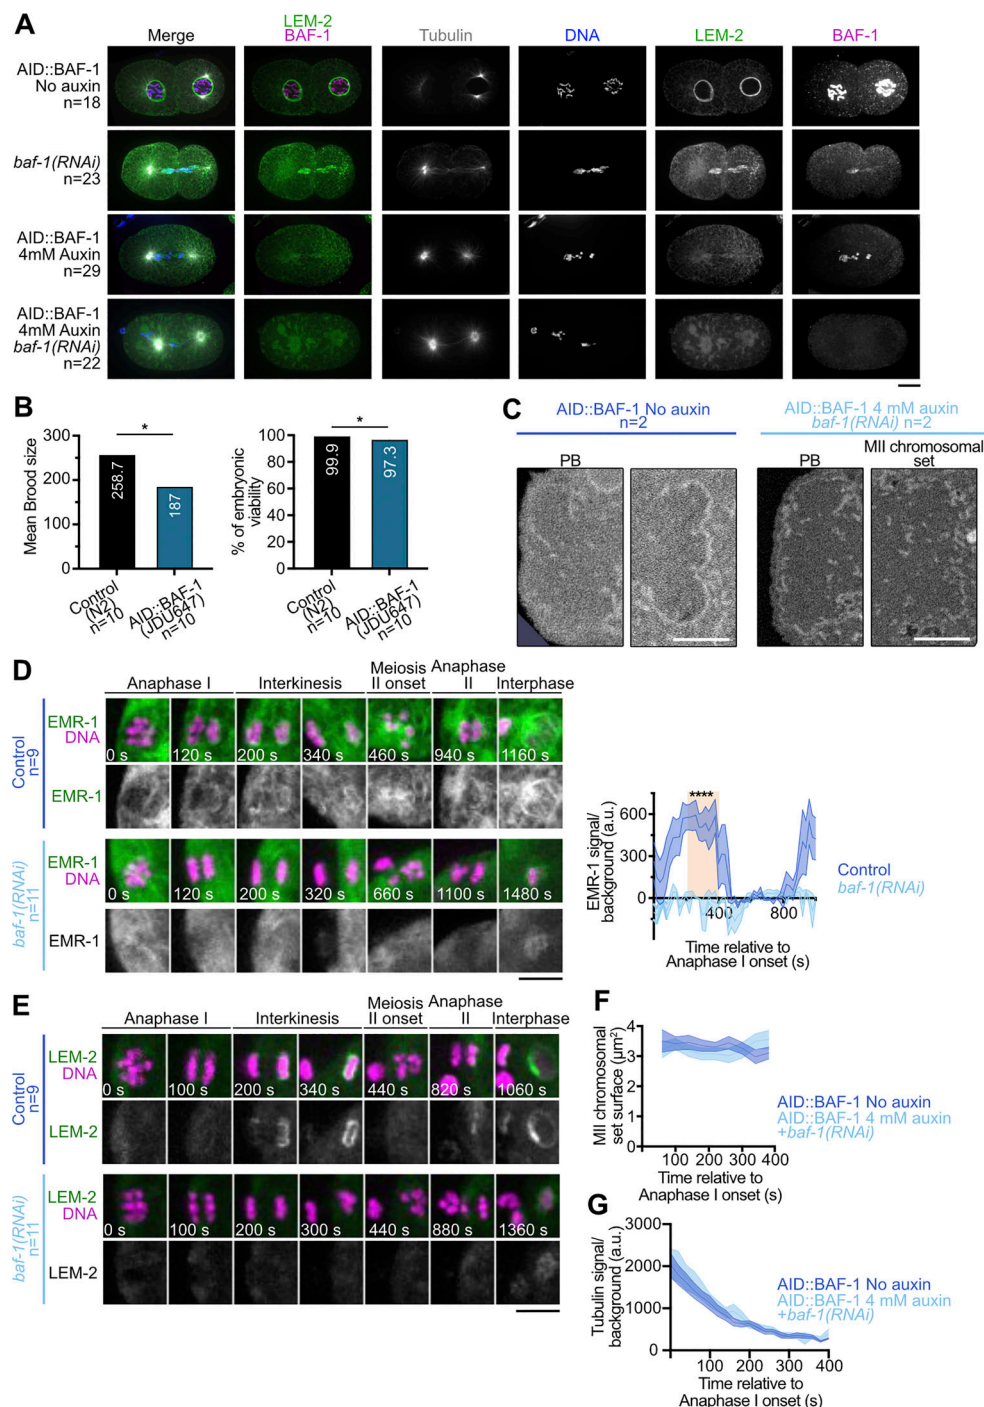 A
Merge
LEM-2
BAF-1
Tubulin
DNA
LEM-2
BAF-1
AID::BAF-1
No auxin
n=18
baf-1(RNAi)
n=23
AID::BAF-1
4mM Auxin
n=29
AID::BAF-1
4mM Auxin
baf-1(RNAi)
n=22
B
Mean Brood size
300
200
100
0
*
258.7
187
Control
(N2)
n=10
AID::BAF-1
(JDU647)
n=10
% of embryonic
viability
100
80
60
40
20
0
*
99.9
97.3
Control
(N2)
n=10
AID::BAF-1
(JDU647)
n=10
C
AID::BAF-1 No auxin
n=2
PB
AID::BAF-1 4 mM auxin
baf-1(RNAi) n=2
PB
MII chromosomal
set
D
Anaphase I
Interkinesis
Meiosis
II onset
Anaphase
II
Interphase
Control
n=9
EMR-1
DNA
0 s
120 s
200 s
340 s
460 s
940 s
1160 s
EMR-1
baf-1(RNAi)
n=11
EMR-1
DNA
0 s
120 s
200 s
320 s
660 s
1100 s
1480 s
EMR-1
EMR-1 signal/
background (a.u.)
600
300
0
****
400
800
Time relative to
Anaphase I onset (s)
Control
baf-1(RNAi)
E
Anaphase I
Interkinesis
Meiosis
II onset
Anaphase
II
Interphase
Control
n=9
LEM-2
DNA
0 s
100 s
200 s
340 s
440 s
820 s
1060 s
LEM-2
baf-1(RNAi)
n=11
LEM-2
DNA
0 s
100 s
200 s
300 s
440 s
880 s
1360 s
LEM-2
F
MII chromosomal
set surface (µm²)
4
3
2
1
0
100 200 300 400
Time relative to
Anaphase I onset (s)
AID::BAF-1 No auxin
AID::BAF-1 4 mM auxin
+baf-1(RNAi)
G
Tubulin signal/
background (a.u.)
3000
2000
1000
0
100 200 300 400
Time relative to
Anaphase I onset (s)
AID::BAF-1 No auxin
AID::BAF-1 4 mM auxin
+baf-1(RNAi)